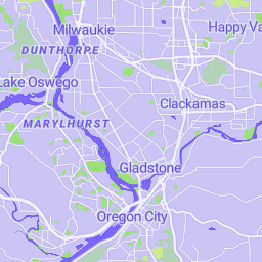 Milwaukie
Happy Va
DUNTHORPE
Lake Oswego
Clackamas
MARYLHURST
Gladstone
Oregon City